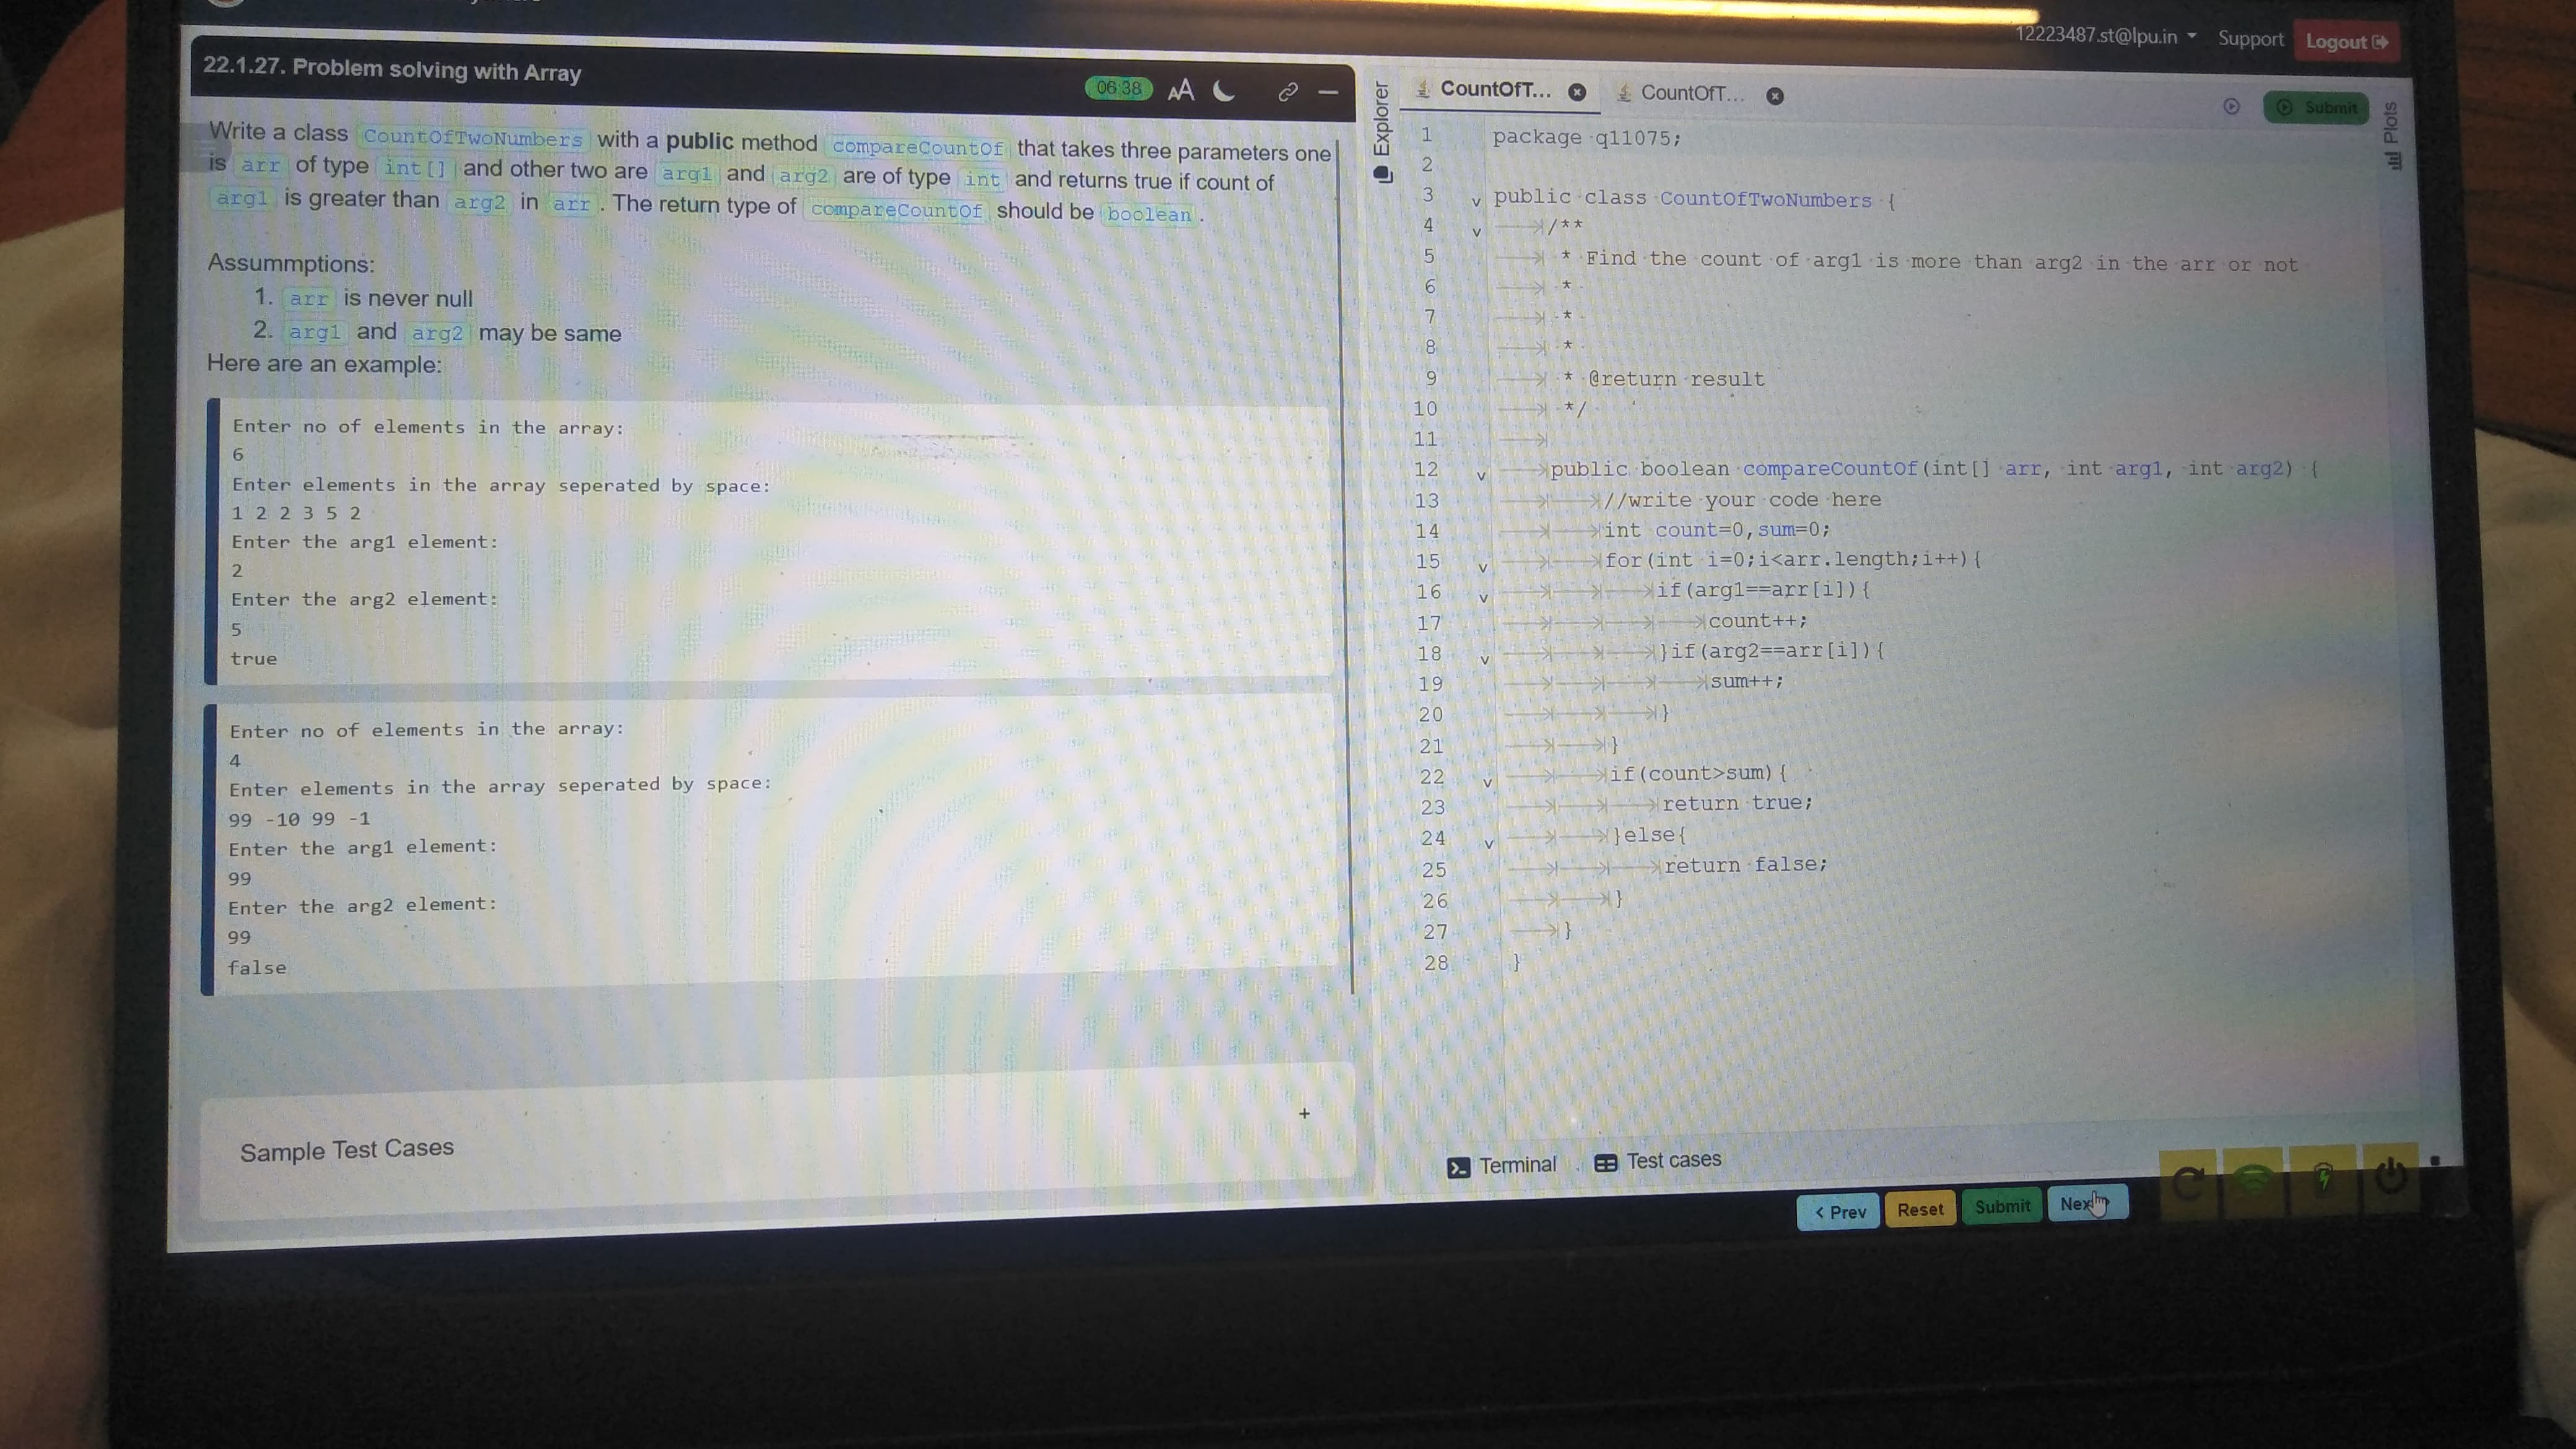 12223487.st@lpu.in Support Logout
22.1.27. Problem solving with Array
06:38 AA
Write a class CountOfTwoNumbers with a public method compareCountOf that takes three parameters one
is arr of type int[] and other two are arg1 and arg2 are of type int and returns true if count of
arg1 is greater than arg2 in arr . The return type of compareCountOf should be boolean .
Assummptions:
1. arr is never null
2. arg1 and arg2 may be same
Here are an example:
Enter no of elements in the array:
6
Enter elements in the array seperated by space:
1 2 2 3 5 2
Enter the arg1 element:
2
Enter the arg2 element:
5
true
Enter no of elements in the array:
4
Enter elements in the array seperated by space:
99 -10 99 -1
Enter the arg1 element:
99
Enter the arg2 element:
99
false
Sample Test Cases
+
Explorer
CountOfT... CountOfT...
Submit
Plots
1 package q11075;
2
3 public class CountOfTwoNumbers {
4 /**
5 * Find the count of arg1 is more than arg2 in the arr or not
6 *
7 *
8 *
9 * @return result
10 */
11
12 public boolean compareCountOf(int[] arr, int arg1, int arg2) {
13 //write your code here
14 int count=0,sum=0;
15 for(int i=0;i<arr.length;i++){
16 if(arg1==arr[i]){
17 count++;
18 }if(arg2==arr[i]){
19 sum++;
20 }
21 }
22 if(count>sum){
23 return true;
24 }else{
25 return false;
26 }
27 }
28 }
Terminal Test cases
< Prev Reset Submit